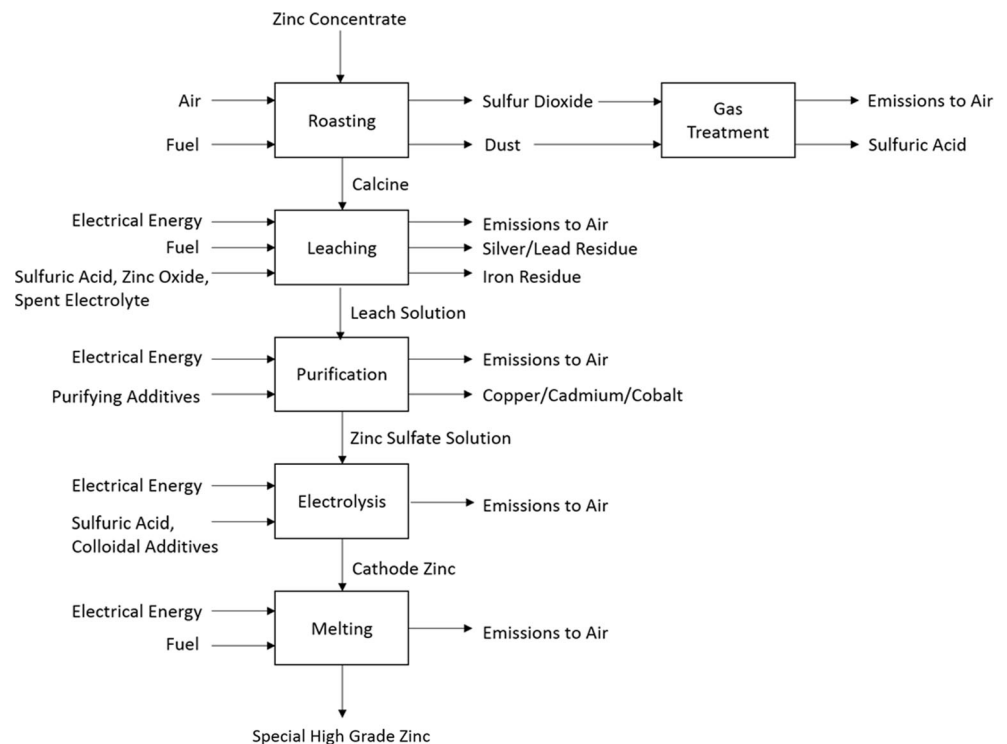 Zinc Concentrate
Air
Fuel
Roasting
Sulfur Dioxide
Dust
Gas
Treatment
Emissions to Air
Sulfuric Acid
Calcine
Electrical Energy
Fuel
Sulfuric Acid, Zinc Oxide,
Spent Electrolyte
Leaching
Emissions to Air
Silver/Lead Residue
Iron Residue
Leach Solution
Electrical Energy
Purifying Additives
Purification
Emissions to Air
Copper/Cadmium/Cobalt
Zinc Sulfate Solution
Electrical Energy
Sulfuric Acid,
Colloidal Additives
Electrolysis
Emissions to Air
Cathode Zinc
Electrical Energy
Fuel
Melting
Emissions to Air
Special High Grade Zinc